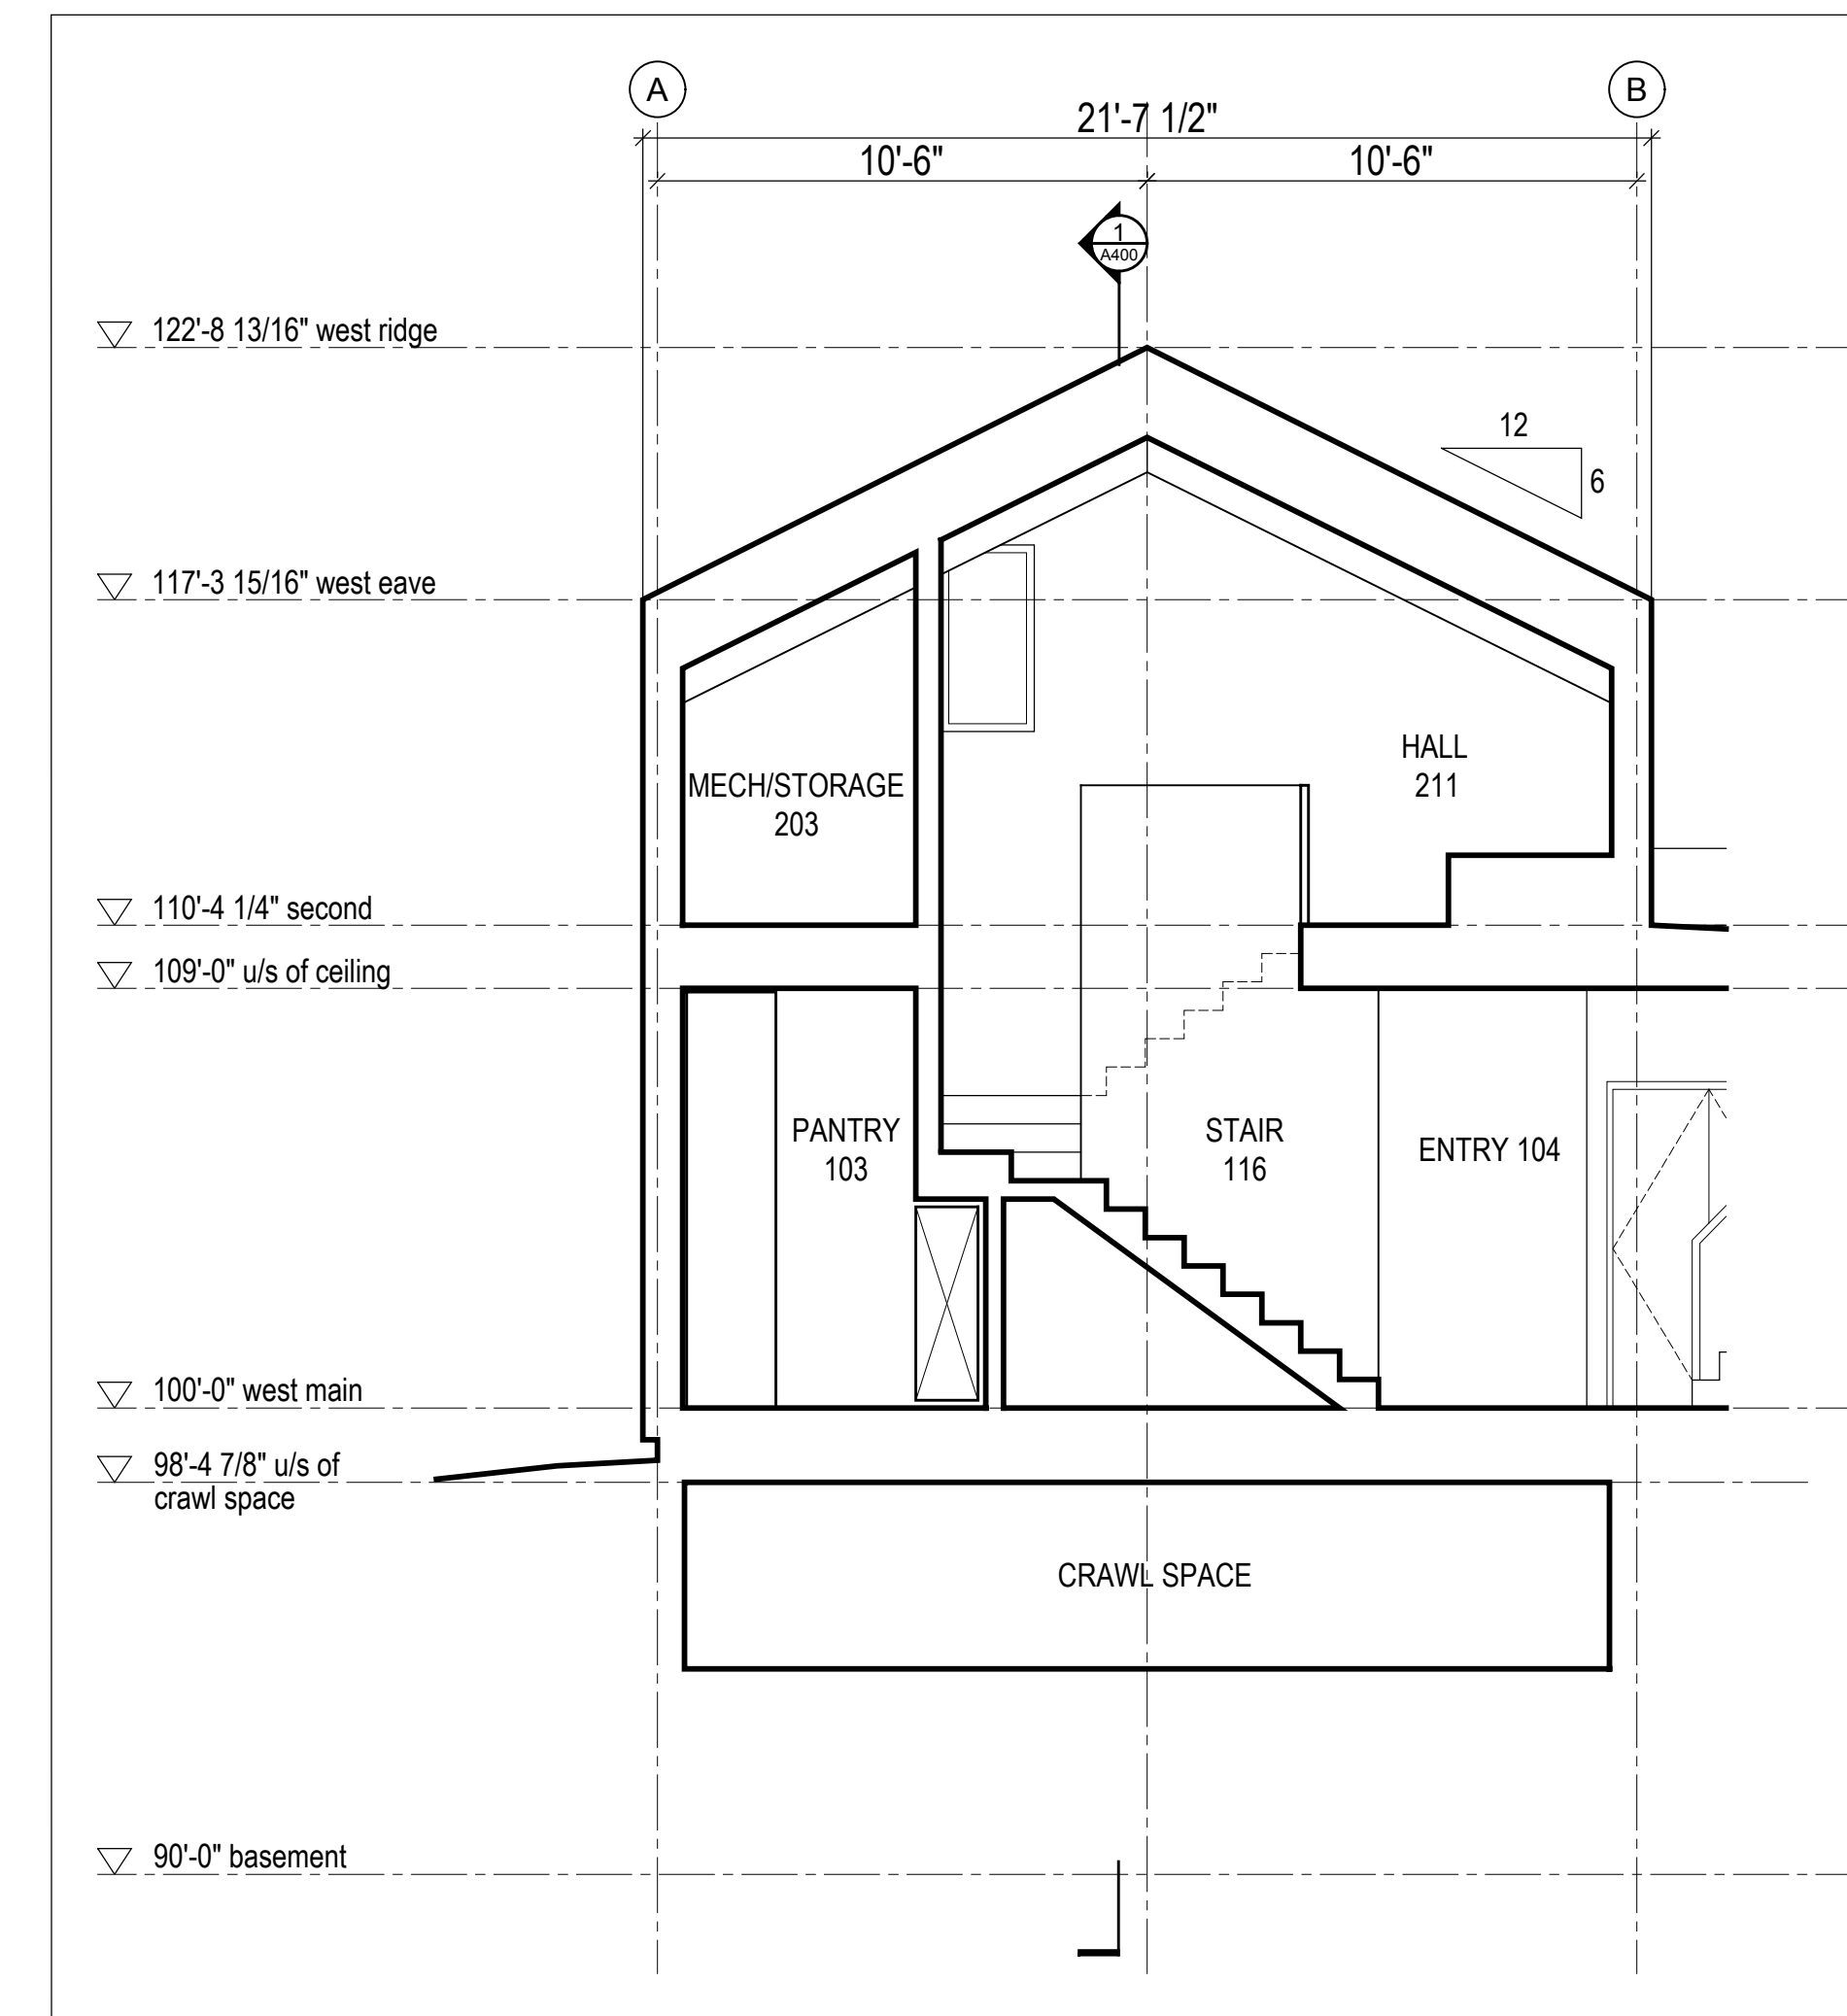 A
B
21'-7 1/2"
10'-6"
10'-6"
1
A400
122'-8 13/16" west ridge
12
6
117'-3 15/16" west eave
HALL
211
MECH/STORAGE
203
110'-4 1/4" second
109'-0" u/s of ceiling
PANTRY
103
STAIR
116
ENTRY 104
100'-0" west main
98'-4 7/8" u/s of
crawl space
CRAWL SPACE
90'-0" basement